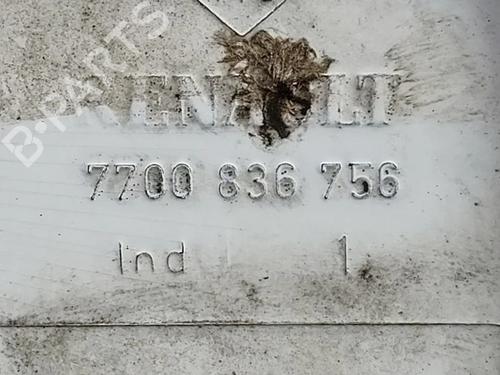 B-PARTS
RENAULT
7700 836 756
Ind 1